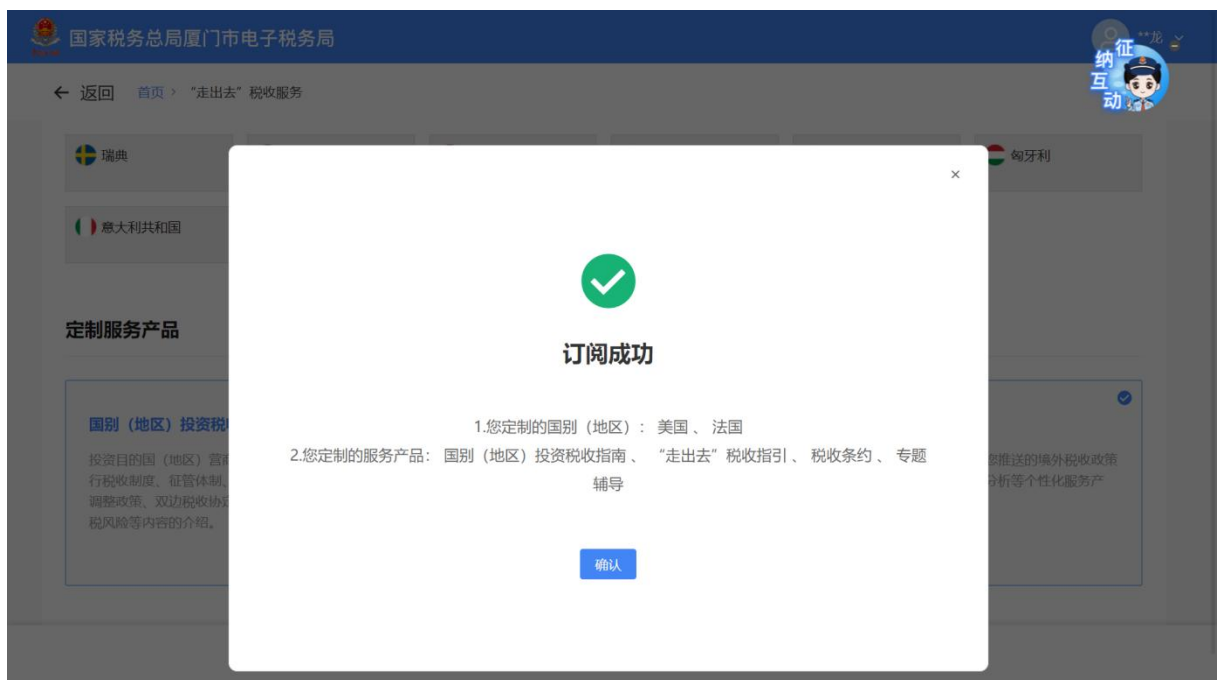 国家税务总局厦门市电子税务局
**龙
征
纳
互
动
返回 首页 “走出去”税收服务
瑞典
匈牙利
意大利共和国
定制服务产品
订阅成功
国别（地区）投资税
1.您定制的国别（地区）： 美国 、 法国
2.您定制的服务产品： 国别（地区）投资税收指南 、 “走出去”税收指引 、 税收条约 、 专题
辅导
投资目的国（地区）营
行税收制度、征管体制、
调整政策、双边税收协定
税风险等内容的介绍。
您推送的境外税收政策
分析等个性化服务产
确认